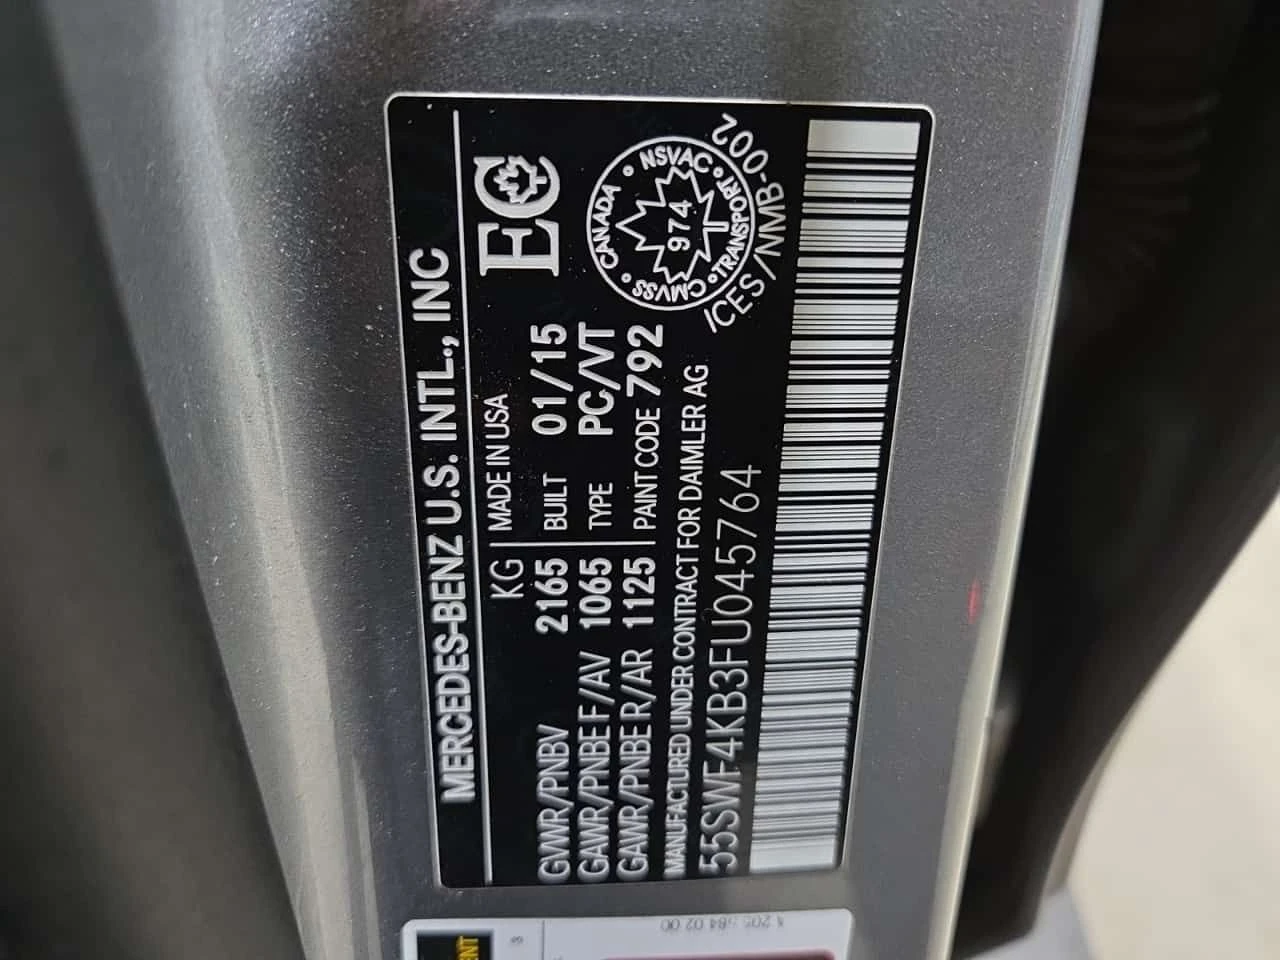 MERCEDES-BENZ U.S. INTL., INC
KG
MADE IN USA
GVWR/PNBV 2165
BUILT 01/15
GAWR/PNBE F/AV 1065
TYPE PC/VT
GAWR/PNBE R/AR 1125
PAINT CODE 792
EC
CANADA • NSVAC • TRANSPORT • CMVSS •
974
ICES/NMB-002
MANUFACTURED UNDER CONTRACT FOR DAIMLER AG
55SWF4KB3FU045764